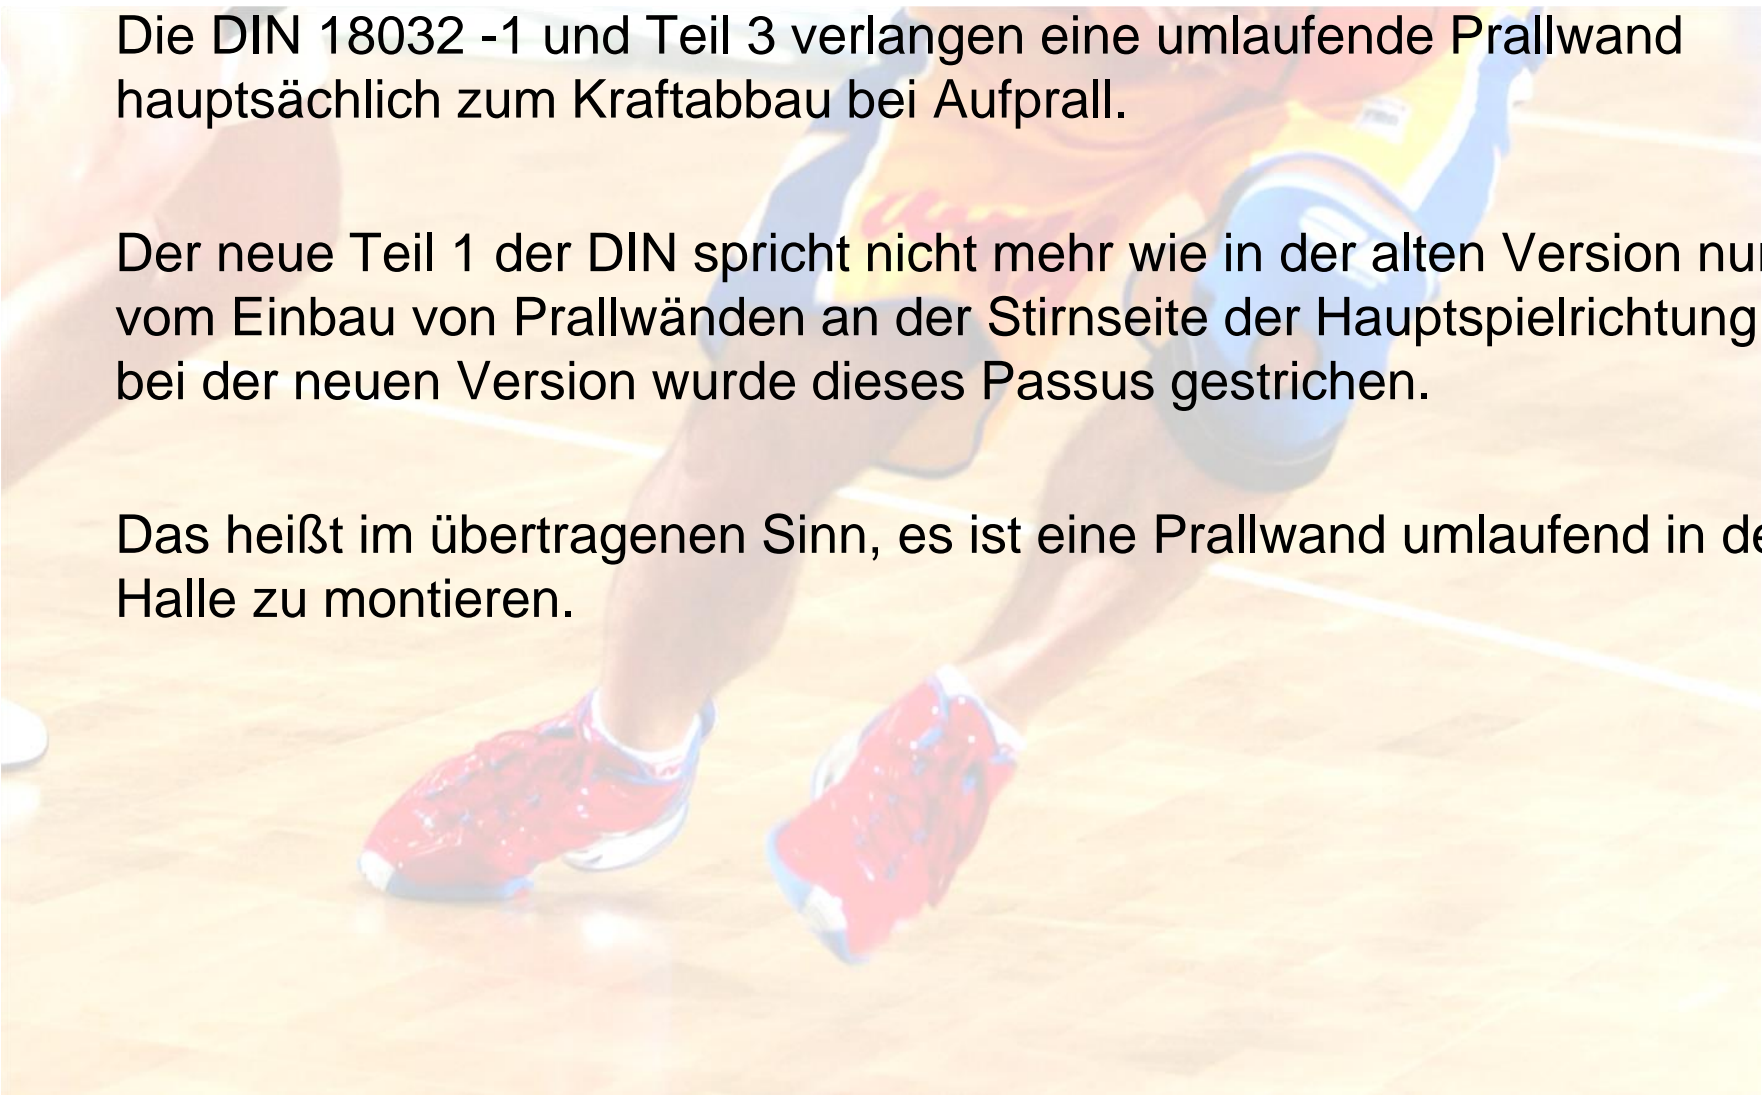 Die DIN 18032 -1 und Teil 3 verlangen eine umlaufende Prallwand
hauptsächlich zum Kraftabbau bei Aufprall.
Der neue Teil 1 der DIN spricht nicht mehr wie in der alten Version nur
vom Einbau von Prallwänden an der Stirnseite der Hauptspielrichtung
bei der neuen Version wurde dieses Passus gestrichen.
Das heißt im übertragenen Sinn, es ist eine Prallwand umlaufend in de
Halle zu montieren.